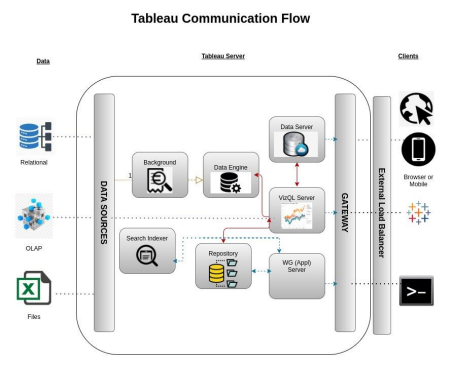 Tableau Communication Flow
Data
Tableau Server
Clients
Data Server
Background
1
Data Engine
Relational
DATA SOURCES
GATEWAY
External Load Balancer
Browser or
Mobile
VizQL Server
Search Indexer
Repository
WG (Appl)
Server
OLAP
X
Files
>–